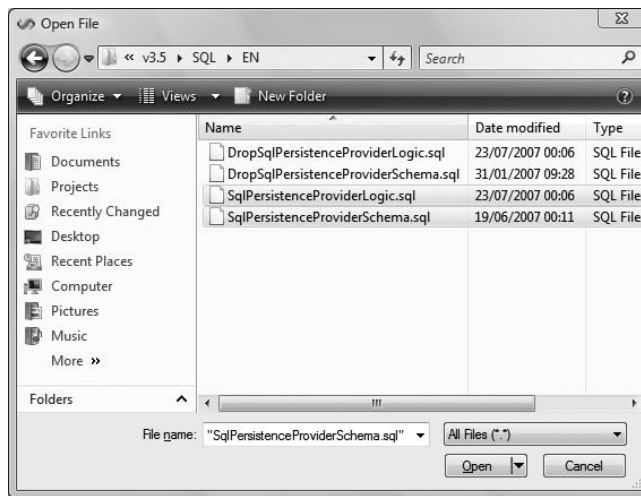 Open File
« v3.5 ▸ SQL ▸ EN Search
Organize Views New Folder
Favorite Links
Documents
Projects
Recently Changed
Desktop
Recent Places
Computer
Pictures
Music
More »
Folders
Name Date modified Type
DropSqlPersistenceProviderLogic.sql 23/07/2007 00:06 SQL File
DropSqlPersistenceProviderSchema.sql 31/01/2007 09:28 SQL File
SqlPersistenceProviderLogic.sql 23/07/2007 00:06 SQL File
SqlPersistenceProviderSchema.sql 19/06/2007 00:11 SQL File
File name: "SqlPersistenceProviderSchema.sql" All Files (*.*)
Open Cancel